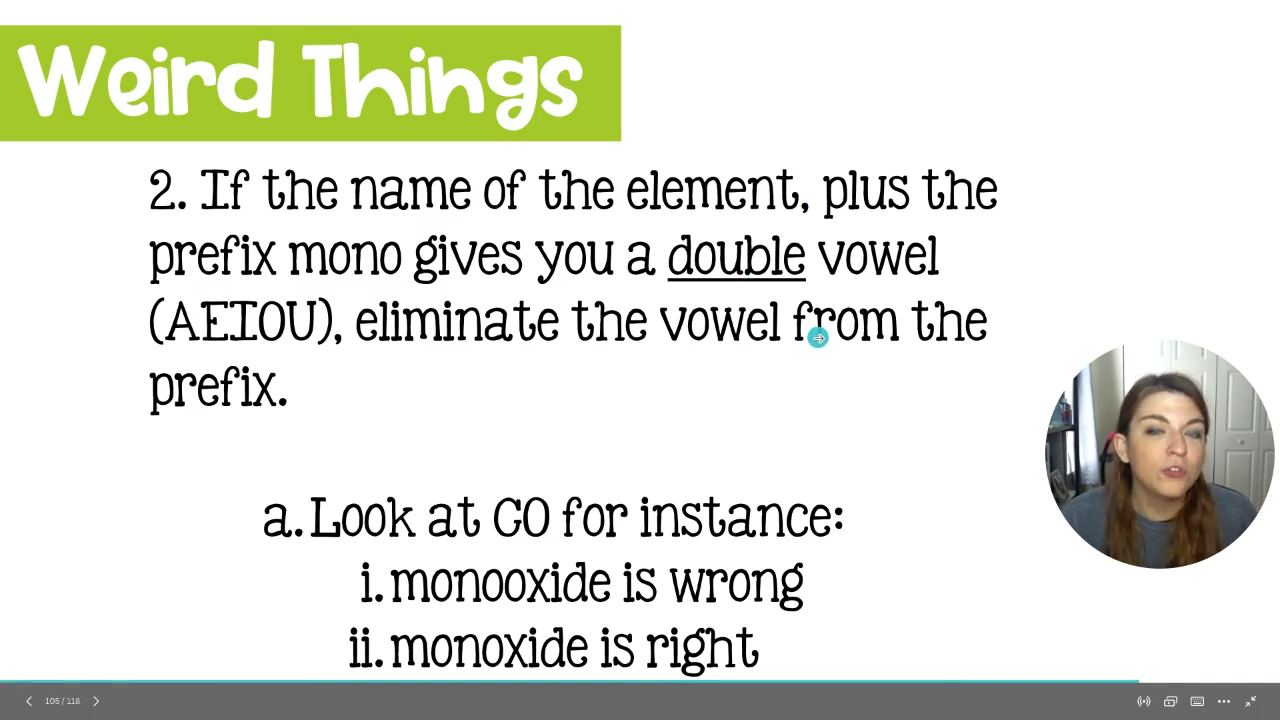 Weird Things
2. If the name of the element, plus the
prefix mono gives you a double vowel
(AEIOU), eliminate the vowel from the
prefix.
a. Look at CO for instance:
i. monooxide is wrong
ii. monoxide is right
105 / 118